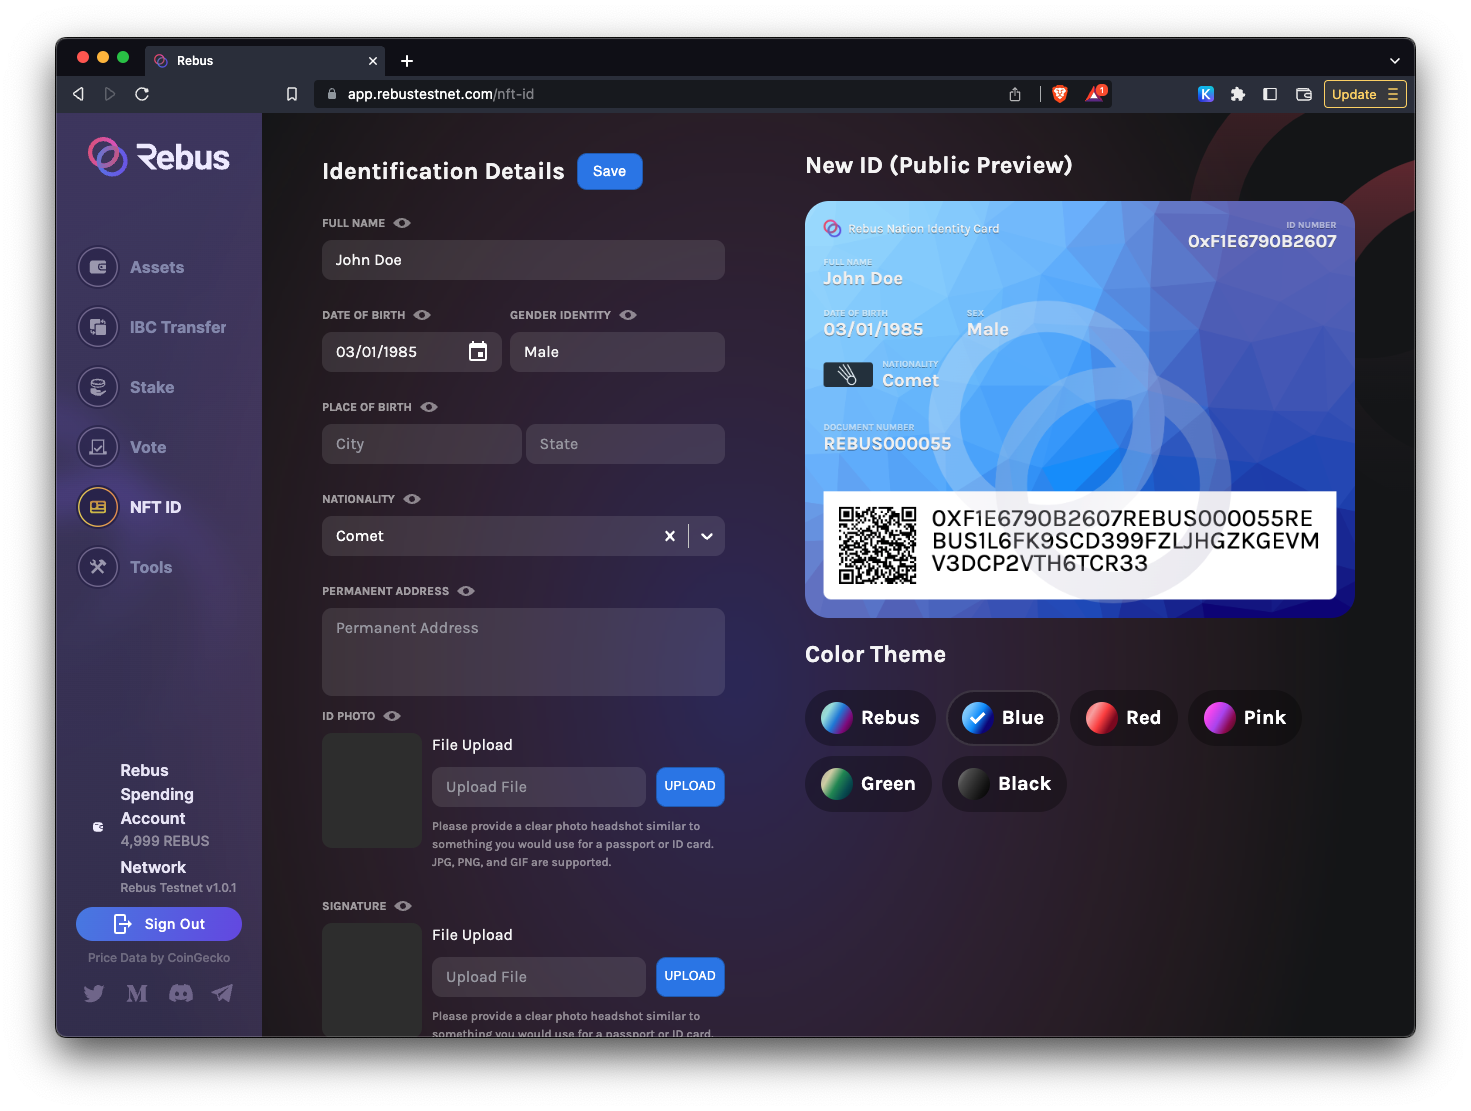 Rebus
app.rebustestnet.com/nft-id
1
K
Update
Rebus
Assets
IBC Transfer
Stake
Vote
NFT ID
Tools
Rebus
Spending
Account
4,999 REBUS
Network
Rebus Testnet v1.0.1
Sign Out
Price Data by CoinGecko
Identification Details
Save
FULL NAME
John Doe
DATE OF BIRTH
GENDER IDENTITY
03/01/1985
Male
PLACE OF BIRTH
City
State
NATIONALITY
Comet
PERMANENT ADDRESS
Permanent Address
ID PHOTO
File Upload
Upload File
UPLOAD
Please provide a clear photo headshot similar to
something you would use for a passport or ID card.
JPG, PNG, and GIF are supported.
SIGNATURE
File Upload
Upload File
UPLOAD
Please provide a clear photo headshot similar to
something you would use for a passport or ID card.
New ID (Public Preview)
Rebus Nation Identity Card
ID NUMBER
0xF1E6790B2607
FULL NAME
John Doe
DATE OF BIRTH
SEX
03/01/1985
Male
NATIONALITY
Comet
DOCUMENT NUMBER
REBUS000055
0XF1E6790B2607REBUS000055RE
BUS1L6FK9SCD399FZLJHGZKGEVM
V3DCP2VTH6TCR33
Color Theme
Rebus
Blue
Red
Pink
Green
Black